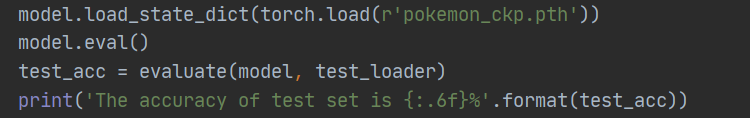 model.load_state_dict(torch.load(r'pokemon_ckp.pth'))
model.eval()
test_acc = evaluate(model, test_loader)
print('The accuracy of test set is {:.6f}%'.format(test_acc))